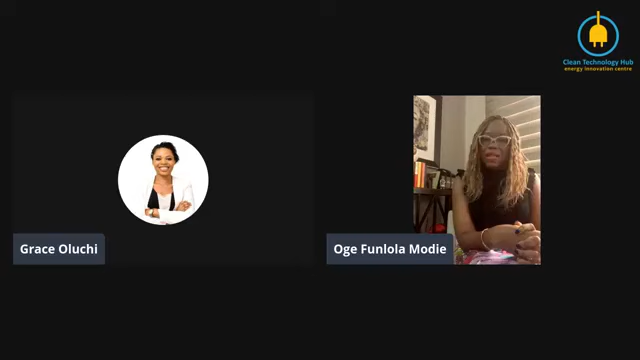 Clean Technology Hub
energy innovation centre
Grace Oluchi
Oge Funlola Modie